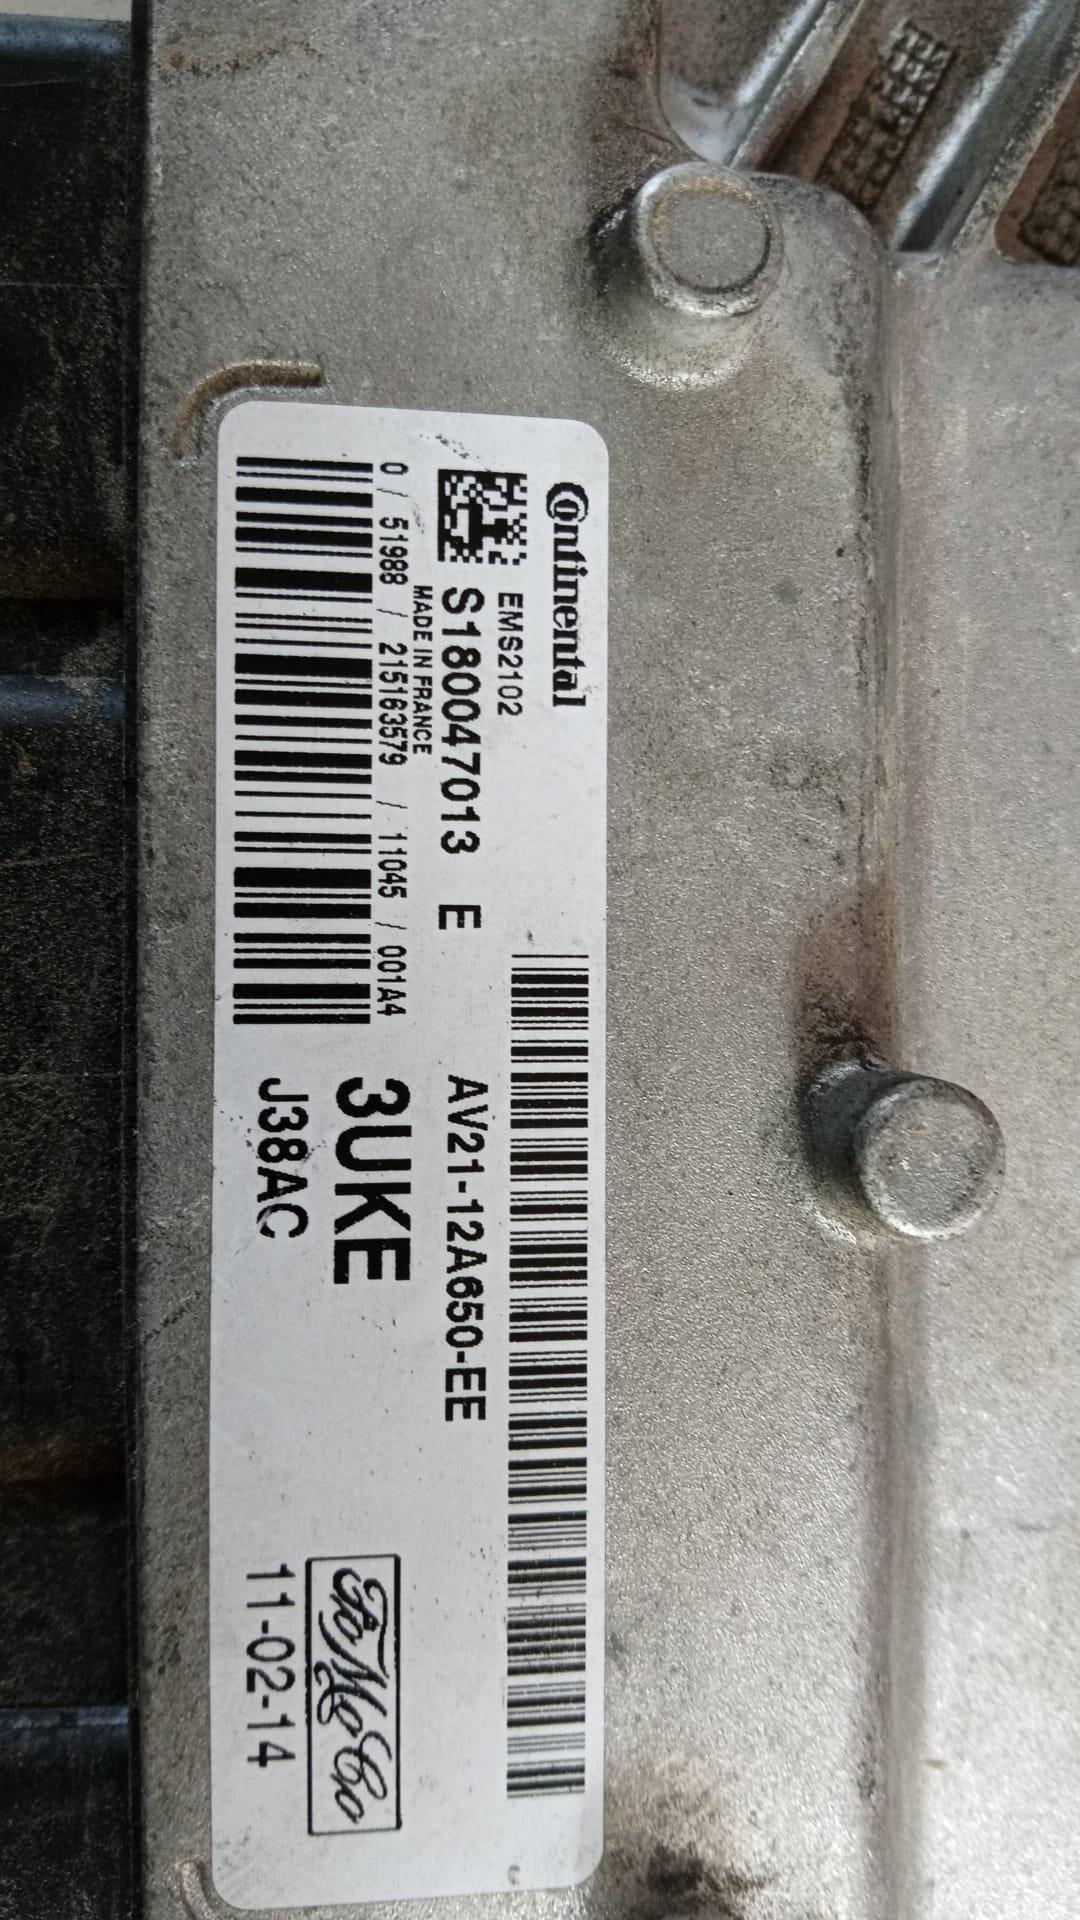 Continental
EMS2102
S180047013 E
MADE IN FRANCE
0 / 51988 / 215163579 / 11045 / 001A4
AV21-12A650-EE
3UKE
J38AC
FoMoCo
11-02-14